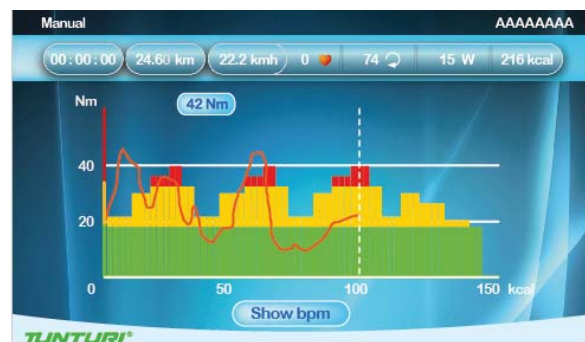 Manual AAAAAAAA
00:00:00 24.60 km 22.2 kmh 0 74 15 W 216 kcal
Nm 42 Nm
40
20
0 50 100 150 kcal
Show bpm
TUNTURI®